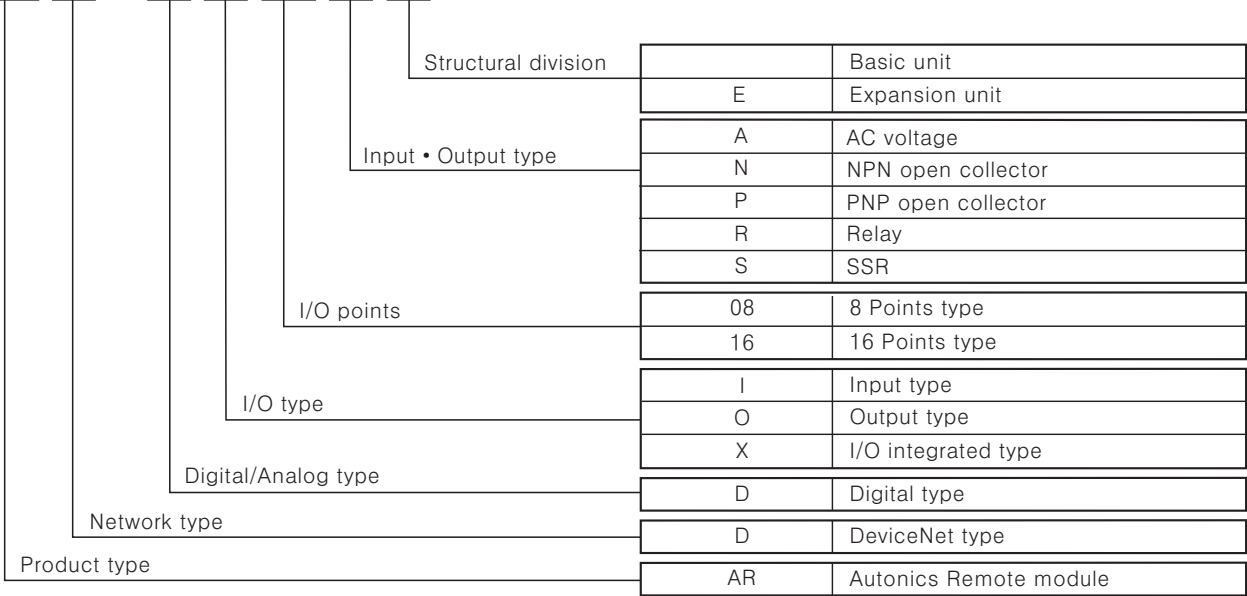 Structural division
Basic unit
E Expansion unit
Input • Output type
A AC voltage
N NPN open collector
P PNP open collector
R Relay
S SSR
I/O points
08 8 Points type
16 16 Points type
I/O type
I Input type
O Output type
X I/O integrated type
Digital/Analog type
D Digital type
Network type
D DeviceNet type
Product type
AR Autonics Remote module